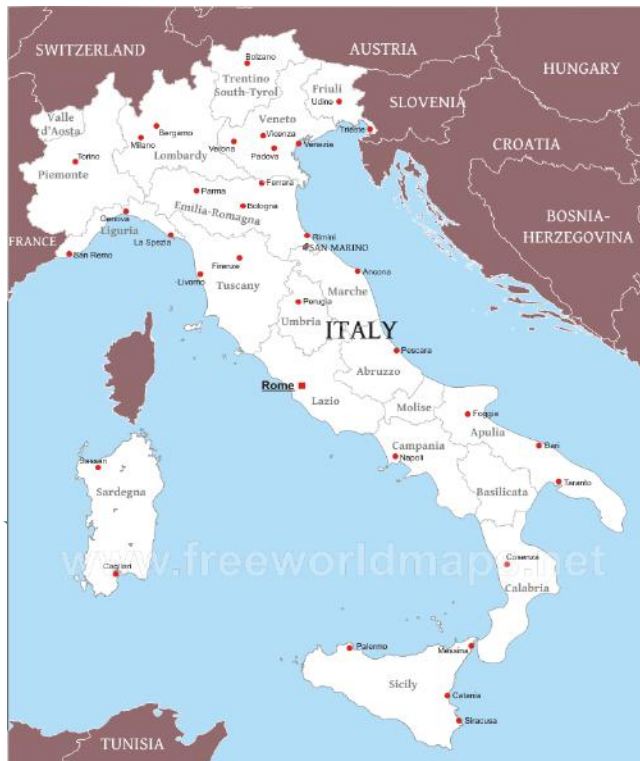 SWITZERLAND
AUSTRIA
HUNGARY
Bolzano
Trentino
South-Tyrol
Friuli
Udine
SLOVENIA
Valle
d'Aosta
Bergamo
Milano
Lombardy
Veneto
Vicenza
Verona
Padova
Venezia
Trieste
CROATIA
Torino
Piemonte
Parma
Ferrara
Bologna
Emilia-Romagna
BOSNIA-
HERZEGOVINA
Genova
Liguria
La Spezia
FRANCE
San Remo
Rimini
SAN MARINO
Firenze
Tuscany
Livorno
Ancona
Marche
Perugia
Umbria
ITALY
Pescara
Abruzzo
Rome
Lazio
Molise
Foggia
Apulia
Campania
Napoli
Bari
Taranto
Basilicata
Sassari
Sardegna
Cagliari
www.freeworldmaps.net
Cosenza
Calabria
Palermo
Messina
Sicily
Catania
Siracusa
TUNISIA